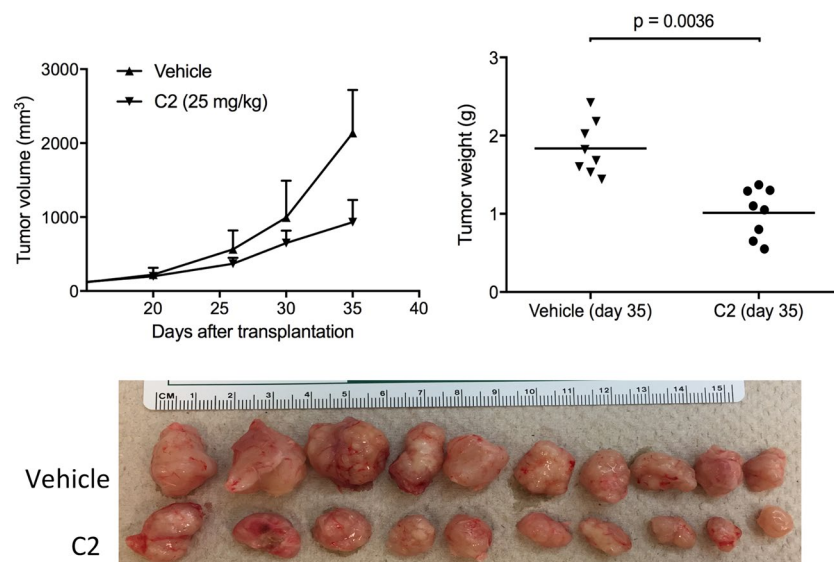 3000
2000
1000
0
Tumor volume (mm³)
Vehicle
C2 (25 mg/kg)
20
25
30
35
40
Days after transplantation
p = 0.0036
3
2
1
0
Tumor weight (g)
Vehicle (day 35)
C2 (day 35)
CM 1 2 3 4 5 6 7 8 9 10 11 12 13 14 15
Vehicle
C2